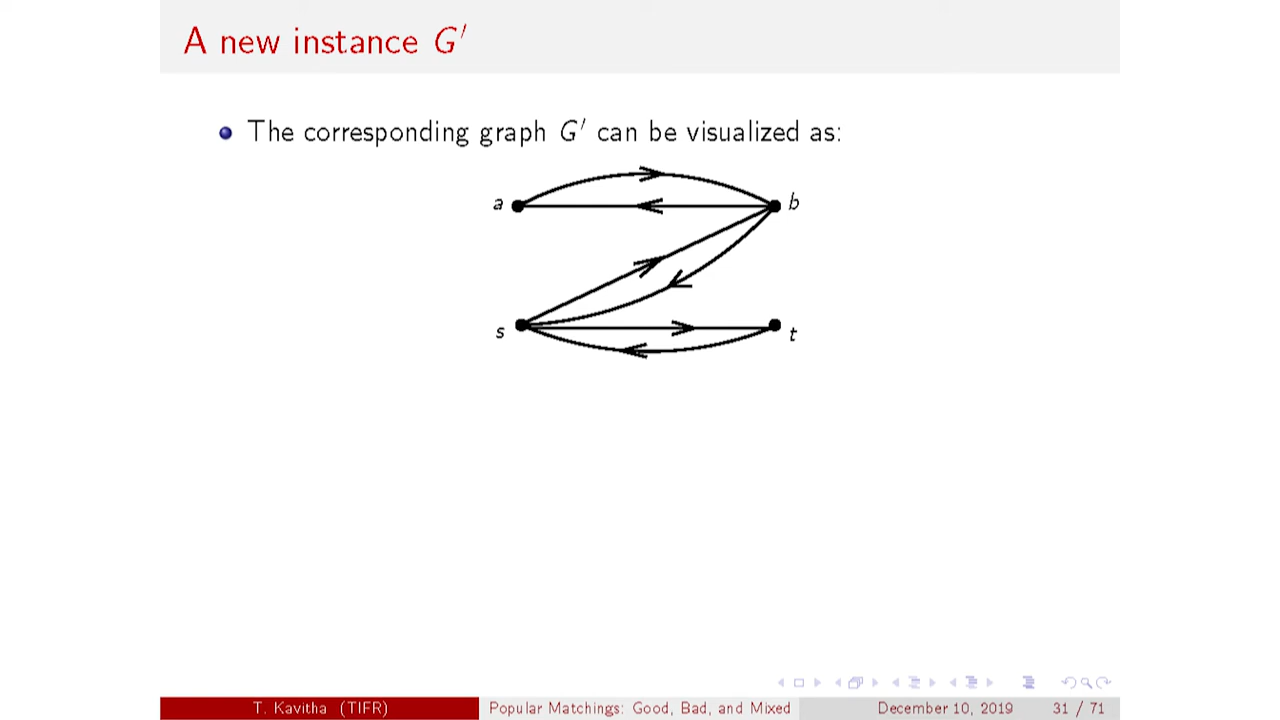 A new instance G′
The corresponding graph G′ can be visualized as:
a
b
s
t
T. Kavitha (TIFR)
Popular Matchings: Good, Bad, and Mixed
December 10, 2019
31 / 71